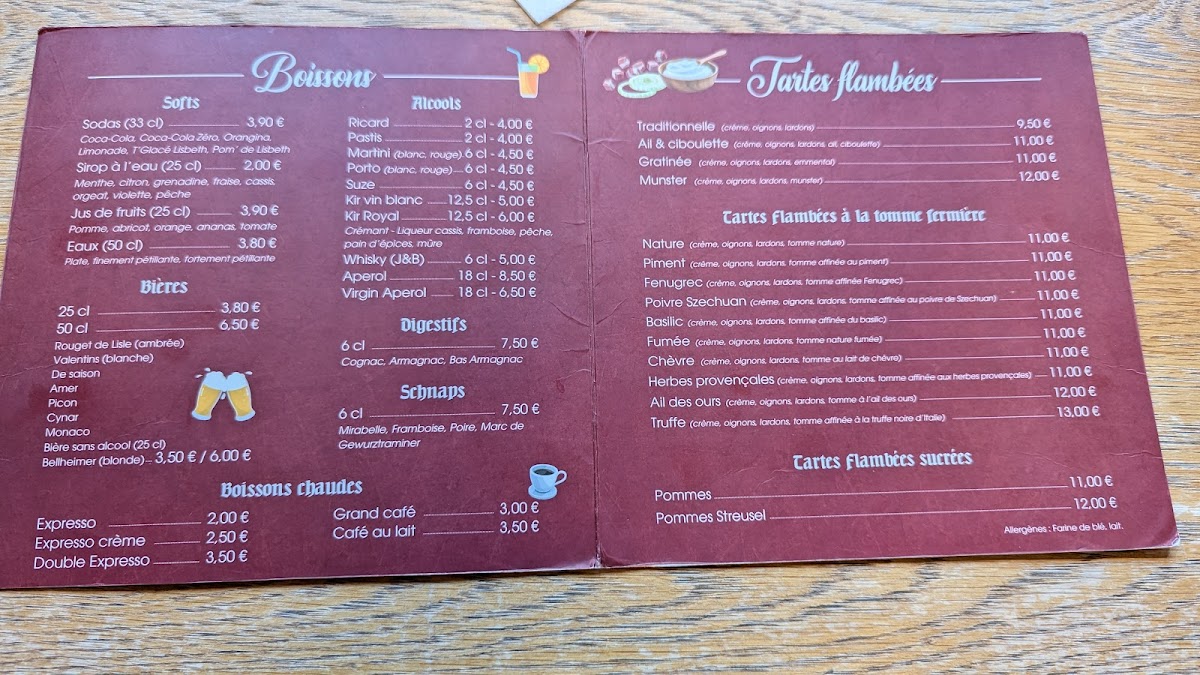 Boissons
Softs
Sodas (33 cl) 3,90 €
Coca-Cola, Coca-Cola Zéro, Orangina,
Limonade, T'Glacé Lisbeth, Pom' de Lisbeth
Sirop à l'eau (25 cl) 2,00 €
Menthe, citron, grenadine, fraise, cassis,
orgeat, violette, pêche
Jus de fruits (25 cl) 3,90 €
Pomme, abricot, orange, ananas, tomate
Eaux (50 cl) 3,80 €
Plate, finement pétillante, fortement pétillante
Bières
25 cl 3,80 €
50 cl 6,50 €
Rouget de Lisle (ambrée)
Valentins (blanche)
De saison
Amer
Picon
Cynar
Monaco
Bière sans alcool (25 cl)
Bellheimer (blonde) 3,50 € / 6,00 €
Alcools
Ricard 2 cl - 4,00 €
Pastis 2 cl - 4,00 €
Martini (blanc, rouge) 6 cl - 4,50 €
Porto (blanc, rouge) 6 cl - 4,50 €
Suze 6 cl - 4,50 €
Kir vin blanc 12,5 cl - 5,00 €
Kir Royal 12,5 cl - 6,00 €
Crémant - Liqueur cassis, framboise, pêche,
pain d'épices, mûre
Whisky (J&B) 6 cl - 5,00 €
Aperol 18 cl - 8,50 €
Virgin Aperol 18 cl - 6,50 €
Digestifs
6 cl 7,50 €
Cognac, Armagnac, Bas Armagnac
Schnaps
6 cl 7,50 €
Mirabelle, Framboise, Poire, Marc de
Gewurztraminer
Boissons chaudes
Expresso 2,00 €
Expresso crème 2,50 €
Double Expresso 3,50 €
Grand café 3,00 €
Café au lait 3,50 €
Tartes flambées
Traditionnelle (crème, oignons, lardons) 9,50 €
Ail & ciboulette (crème, oignons, lardons, ail, ciboulette) 11,00 €
Gratinée (crème, oignons, lardons, emmental) 11,00 €
Munster (crème, oignons, lardons, munster) 12,00 €
Tartes flambées à la tomme fermière
Nature (crème, oignons, lardons, tomme nature) 11,00 €
Piment (crème, oignons, lardons, tomme affinée au piment) 11,00 €
Fenugrec (crème, oignons, lardons, tomme affinée Fenugrec) 11,00 €
Poivre Szechuan (crème, oignons, lardons, tomme affinée au poivre de Szechuan) 11,00 €
Basilic (crème, oignons, lardons, tomme affinée du basilic) 11,00 €
Fumée (crème, oignons, lardons, tomme nature fumée) 11,00 €
Chèvre (crème, oignons, lardons, tomme au lait de chèvre) 11,00 €
Herbes provençales (crème, oignons, lardons, tomme affinée aux herbes provençales) 11,00 €
Ail des ours (crème, oignons, lardons, tomme à l'ail des ours) 12,00 €
Truffe (crème, oignons, lardons, tomme affinée à la truffe noire d'Italie) 13,00 €
Tartes flambées sucrées
Pommes 11,00 €
Pommes Streusel 12,00 €
Allergènes : Farine de blé, lait.